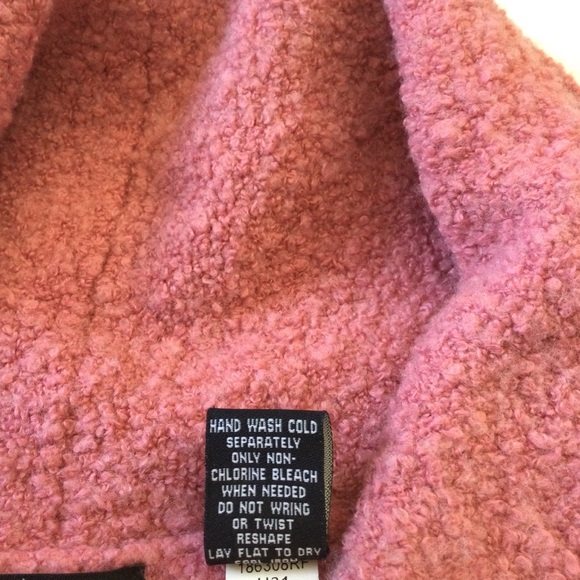 HAND WASH COLD
SEPARATELY
ONLY NON-
CHLORINE BLEACH
WHEN NEEDED
DO NOT WRING
OR TWIST
RESHAPE
LAY FLAT TO DRY